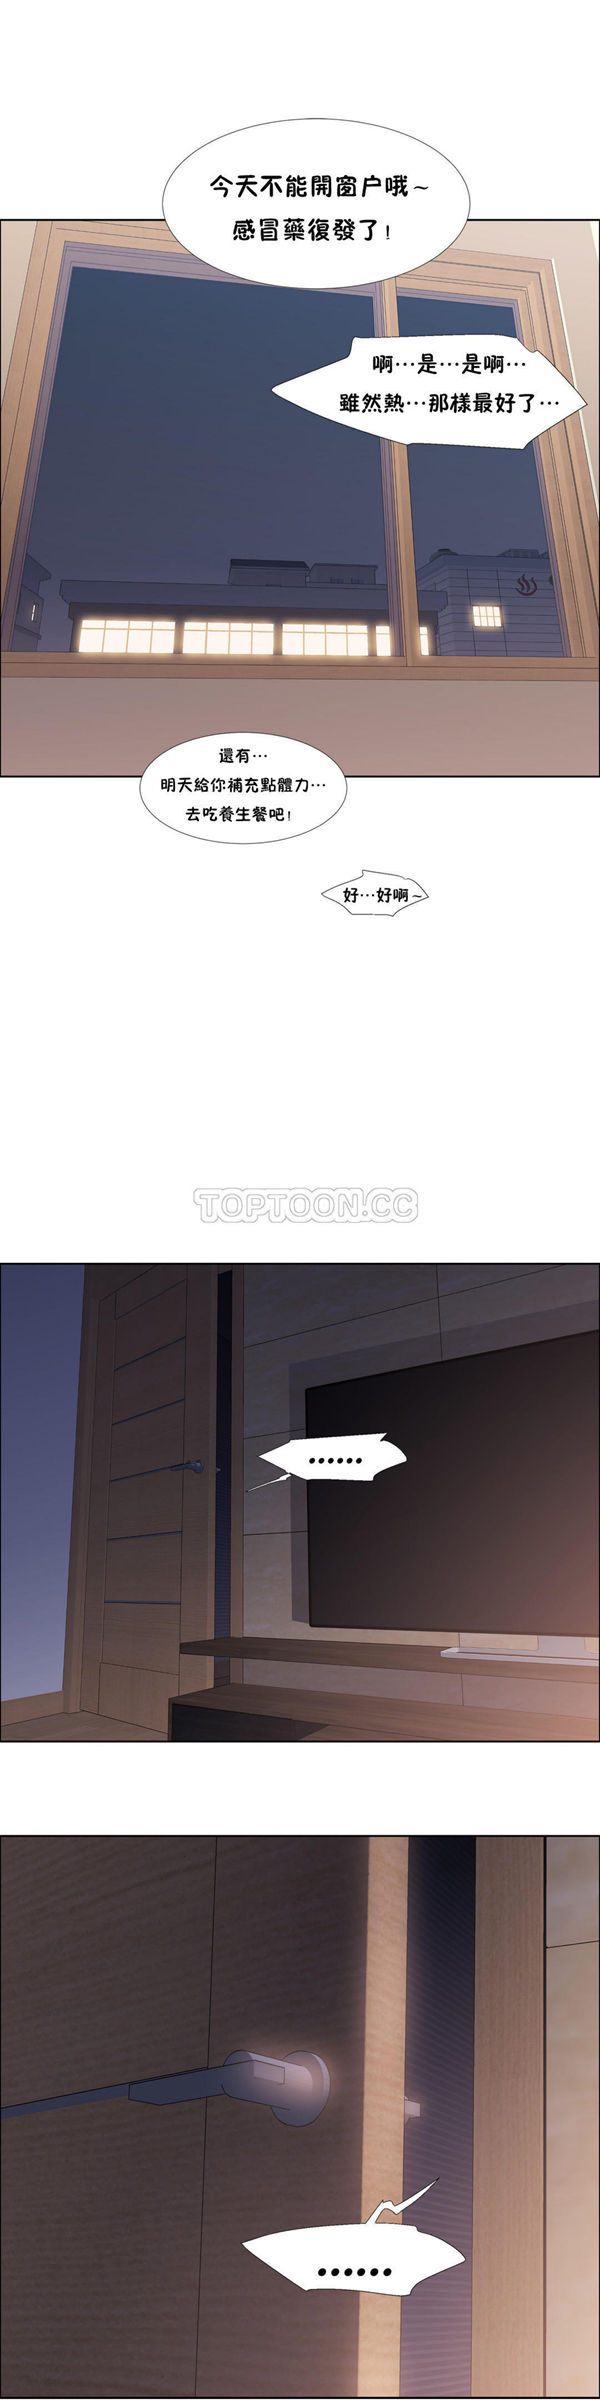 今天不能開窗户哦~
感冒藥復發了!
啊…是…是啊…
雖然熱…那樣最好了…
還有…
明天給你補充點體力…
去吃養生餐吧!
好…好啊~
TOPTOON.CC
••••••
••••••